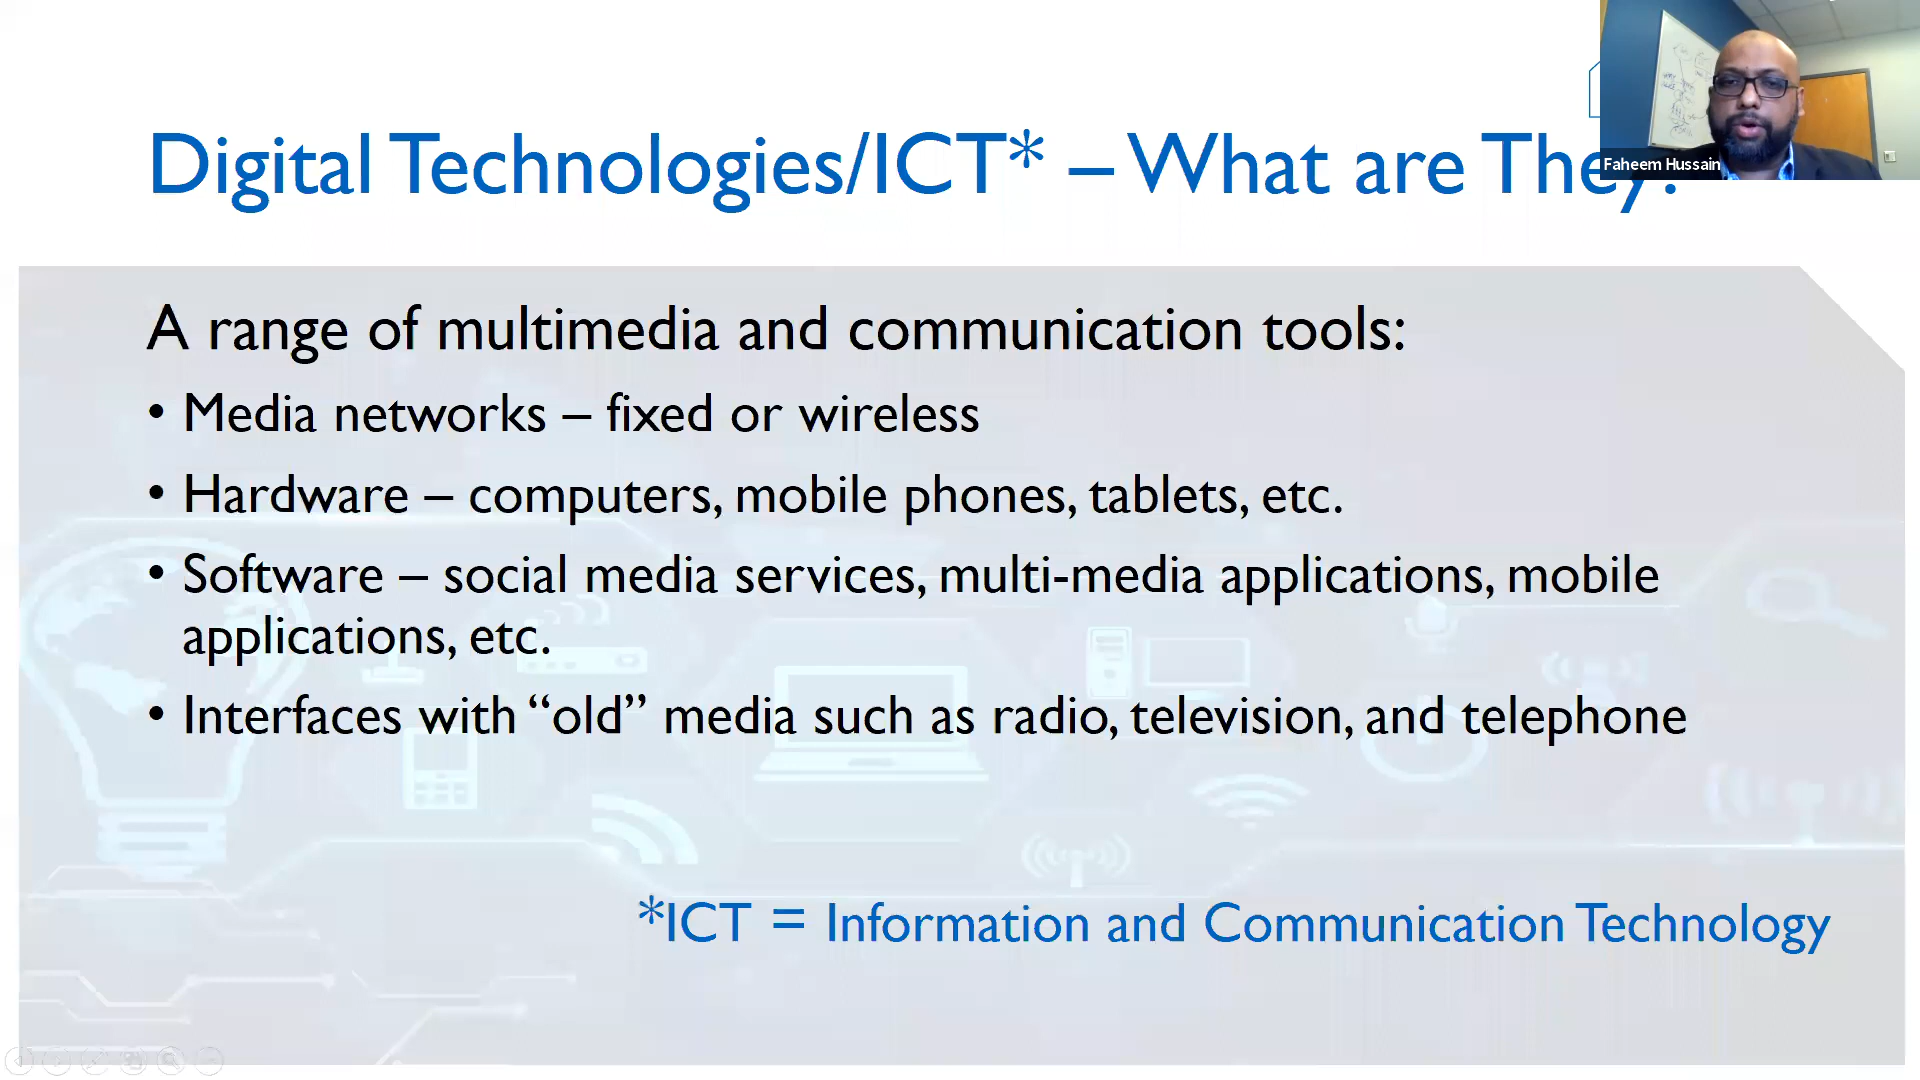 Digital Technologies/ICT* – What are They?
Faheem Hussain
A range of multimedia and communication tools:
• Media networks – fixed or wireless
• Hardware – computers, mobile phones, tablets, etc.
• Software – social media services, multi-media applications, mobile
applications, etc.
• Interfaces with “old” media such as radio, television, and telephone
*ICT = Information and Communication Technology